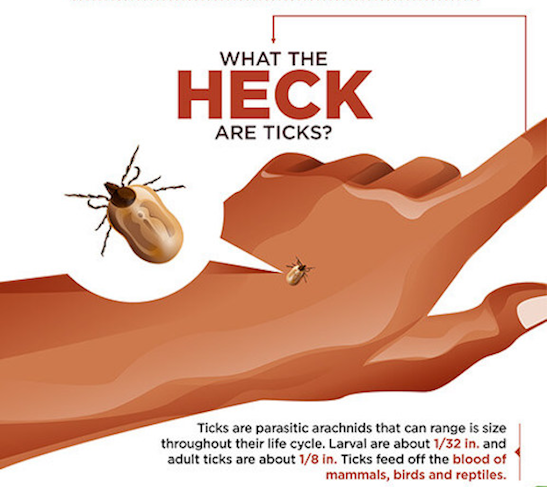 WHAT THE
HECK
ARE TICKS?
Ticks are parasitic arachnids that can range is size
throughout their life cycle. Larval are about 1/32 in. and
adult ticks are about 1/8 in. Ticks feed off the blood of
mammals, birds and reptiles.